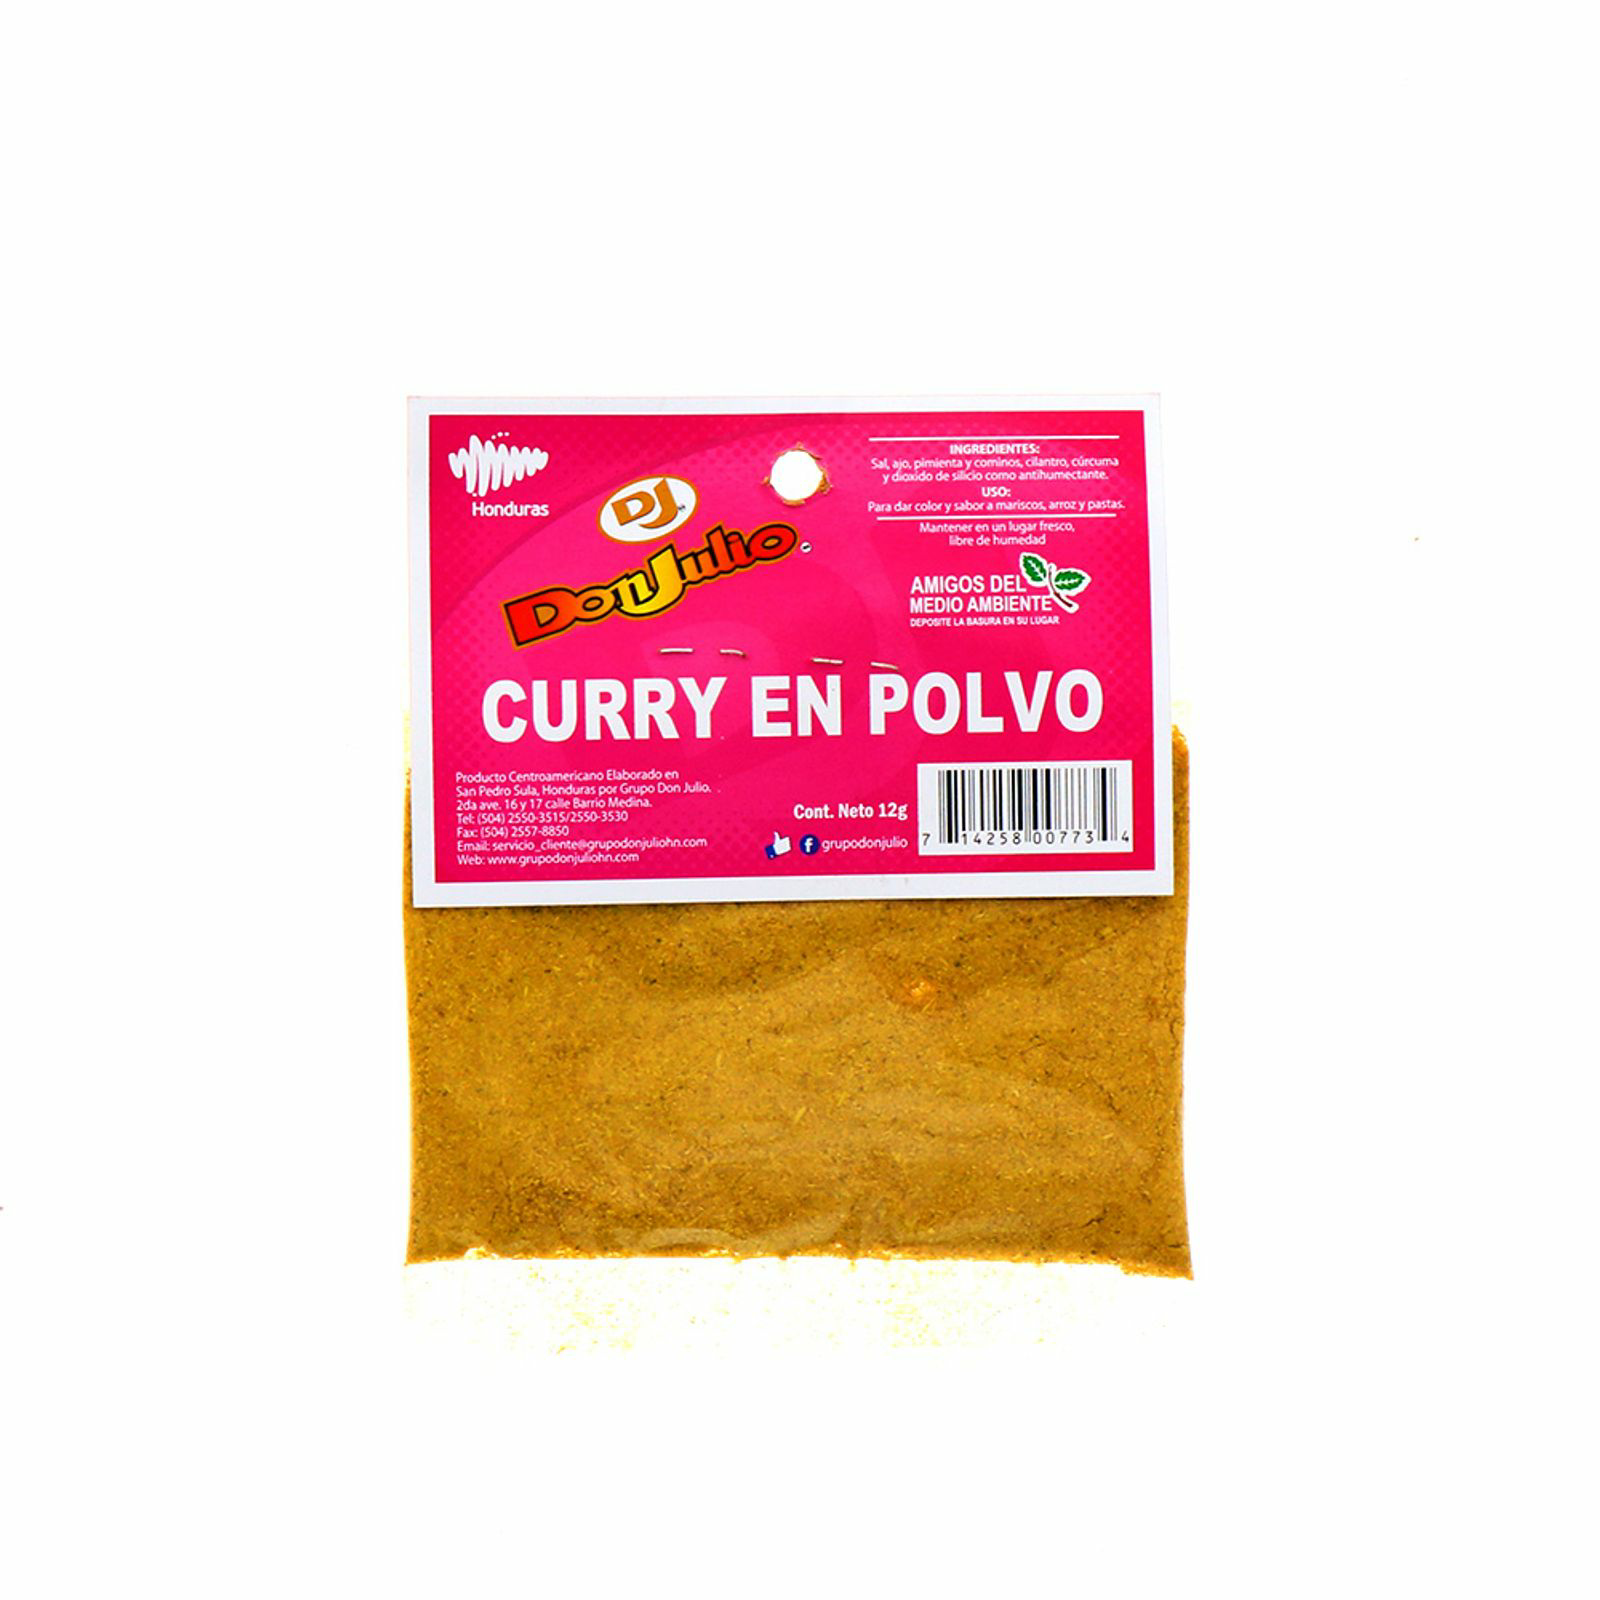 Honduras
DJ
Don Julio
INGREDIENTES:
Sal, ajo, pimienta y cominos, cilantro, cúrcuma
y dióxido de silicio como antihumectante.
USO:
Para dar color y sabor a mariscos, arroz y pastas.
Mantener en un lugar fresco,
libre de humedad
AMIGOS DEL
MEDIO AMBIENTE
DEPOSITE LA BASURA EN SU LUGAR
CURRY EN POLVO
Producto Centroamericano Elaborado en
San Pedro Sula, Honduras por Grupo Don Julio.
2da ave. 16 y 17 calle Barrio Medina.
Tel: (504) 2550-3515/2550-3530
Fax: (504) 2557-8850
Email: servicio_cliente@grupodonjuliohn.com
Web: www.grupodonjuliohn.com
Cont. Neto 12g
f grupodonjulio
7 14258 00773 4